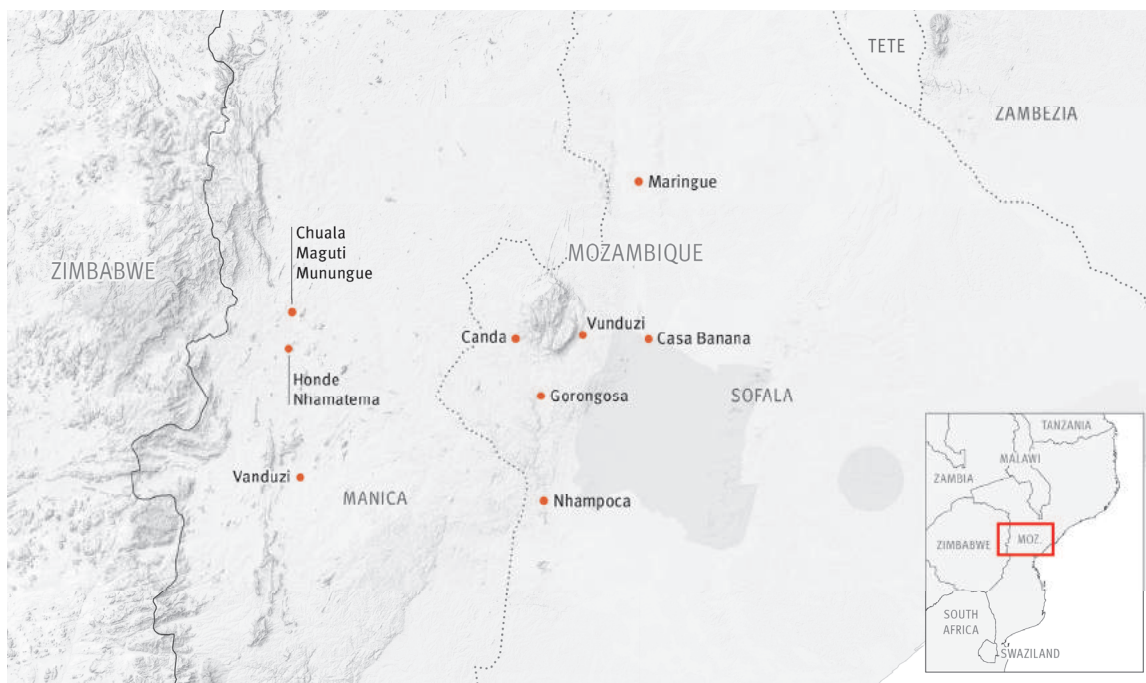 TETE
ZAMBEZIA
Maringue
Chuala
Maguti
Munungue
MOZAMBIQUE
ZIMBABWE
Canda
Vunduzi
Casa Banana
Honde
Nhamatema
Gorongosa
SOFALA
Vanduzi
MANICA
Nhampoca
TANZANIA
MALAWI
ZAMBIA
ZIMBABWE
MOZ.
SOUTH
AFRICA
SWAZILAND